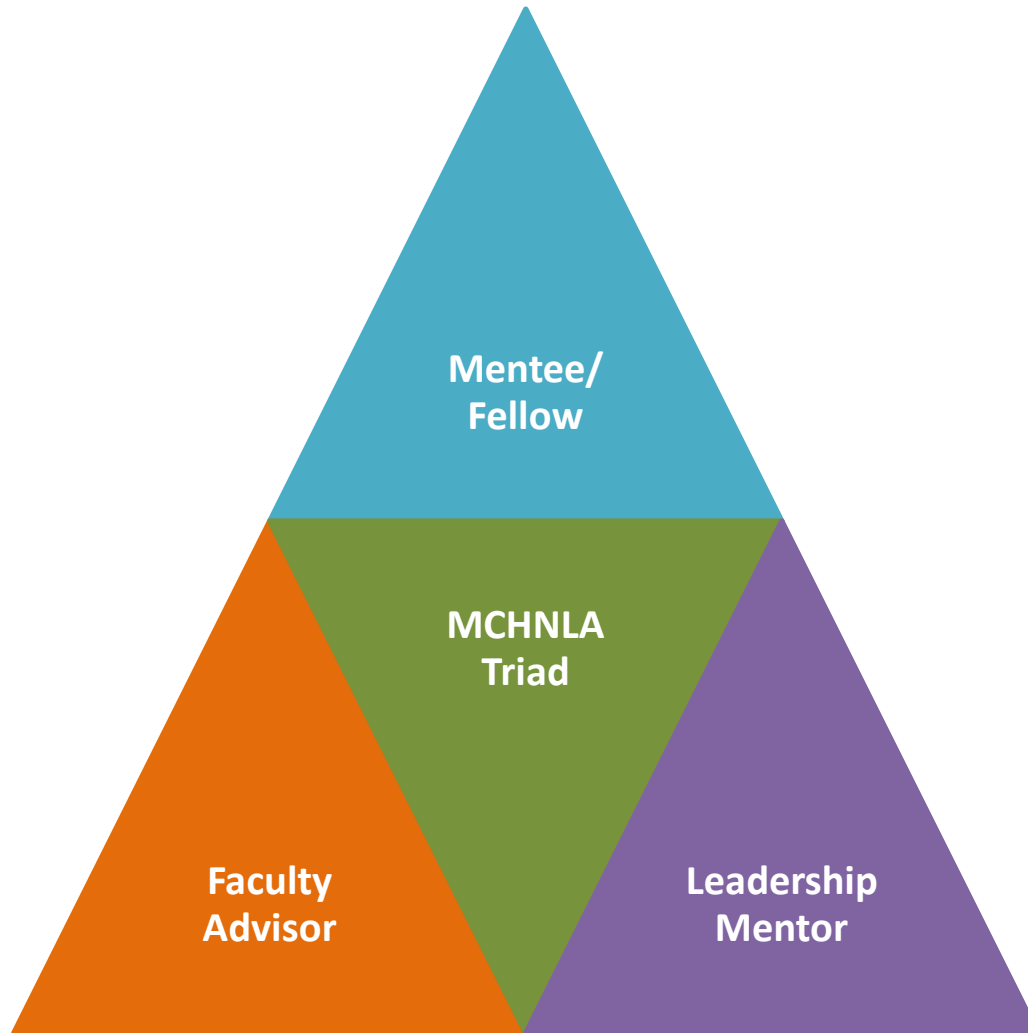 Mentee/
Fellow
MCHNLA
Triad
Faculty
Advisor
Leadership
Mentor